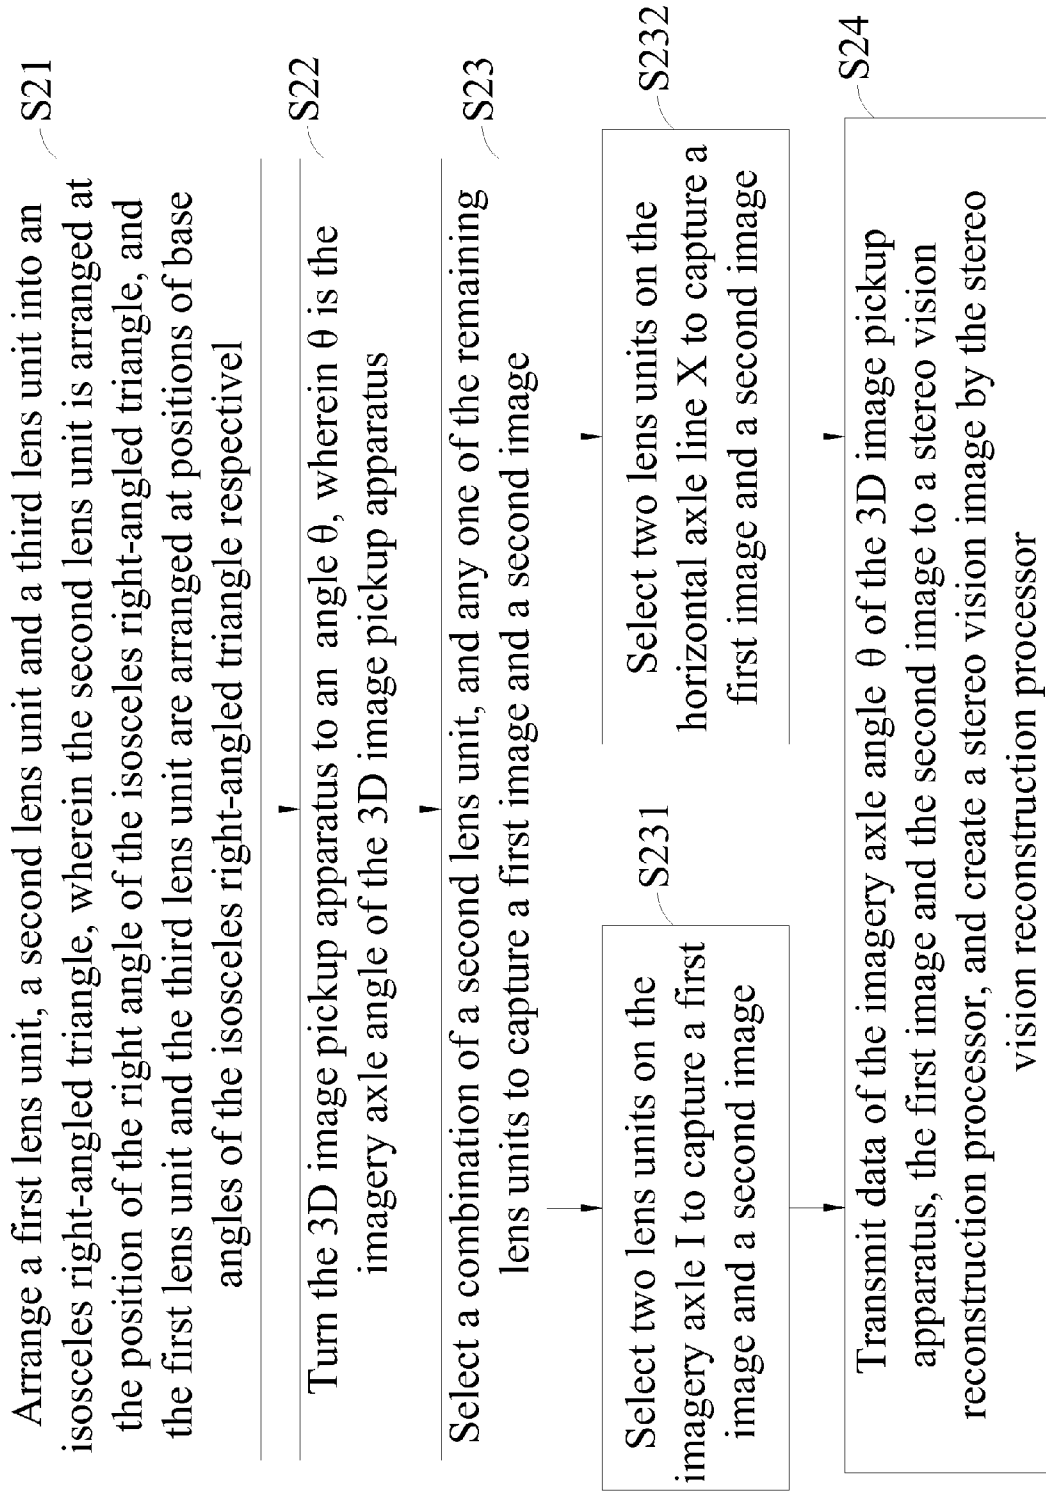 S21
Arrange a first lens unit, a second lens unit and a third lens unit into an
isosceles right-angled triangle, wherein the second lens unit is arranged at
the position of the right angle of the isosceles right-angled triangle, and
the first lens unit and the third lens unit are arranged at positions of base
angles of the isosceles right-angled triangle respective
S22
Turn the 3D image pickup apparatus to an angle θ, wherein θ is the
imagery axle angle of the 3D image pickup apparatus
S23
Select a combination of a second lens unit, and any one of the remaining
lens units to capture a first image and a second image
S231
Select two lens units on the
imagery axle I to capture a first
image and a second image
S232
Select two lens units on the
horizontal axle line X to capture a
first image and a second image
S24
Transmit data of the imagery axle angle θ of the 3D image pickup
apparatus, the first image and the second image to a stereo vision
reconstruction processor, and create a stereo vision image by the stereo
vision reconstruction processor